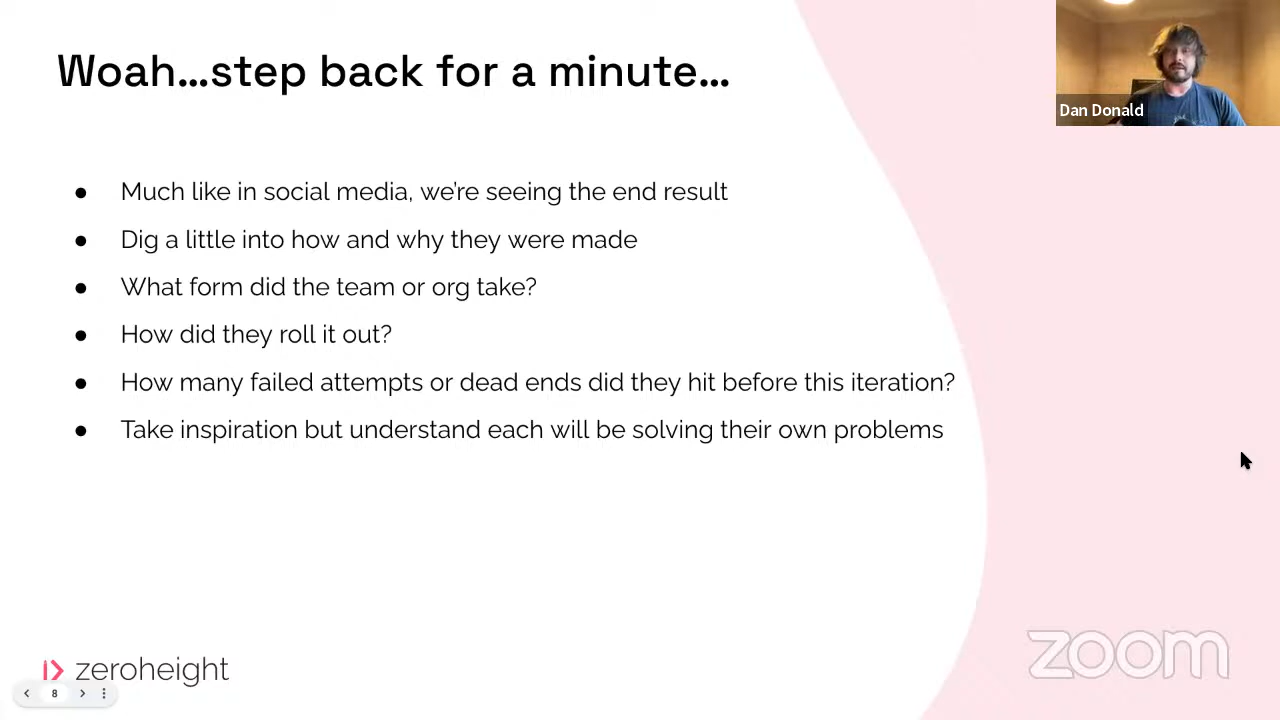 Woah...step back for a minute...
Dan Donald
● Much like in social media, we're seeing the end result
● Dig a little into how and why they were made
● What form did the team or org take?
● How did they roll it out?
● How many failed attempts or dead ends did they hit before this iteration?
● Take inspiration but understand each will be solving their own problems
zeroheight
8
zoom